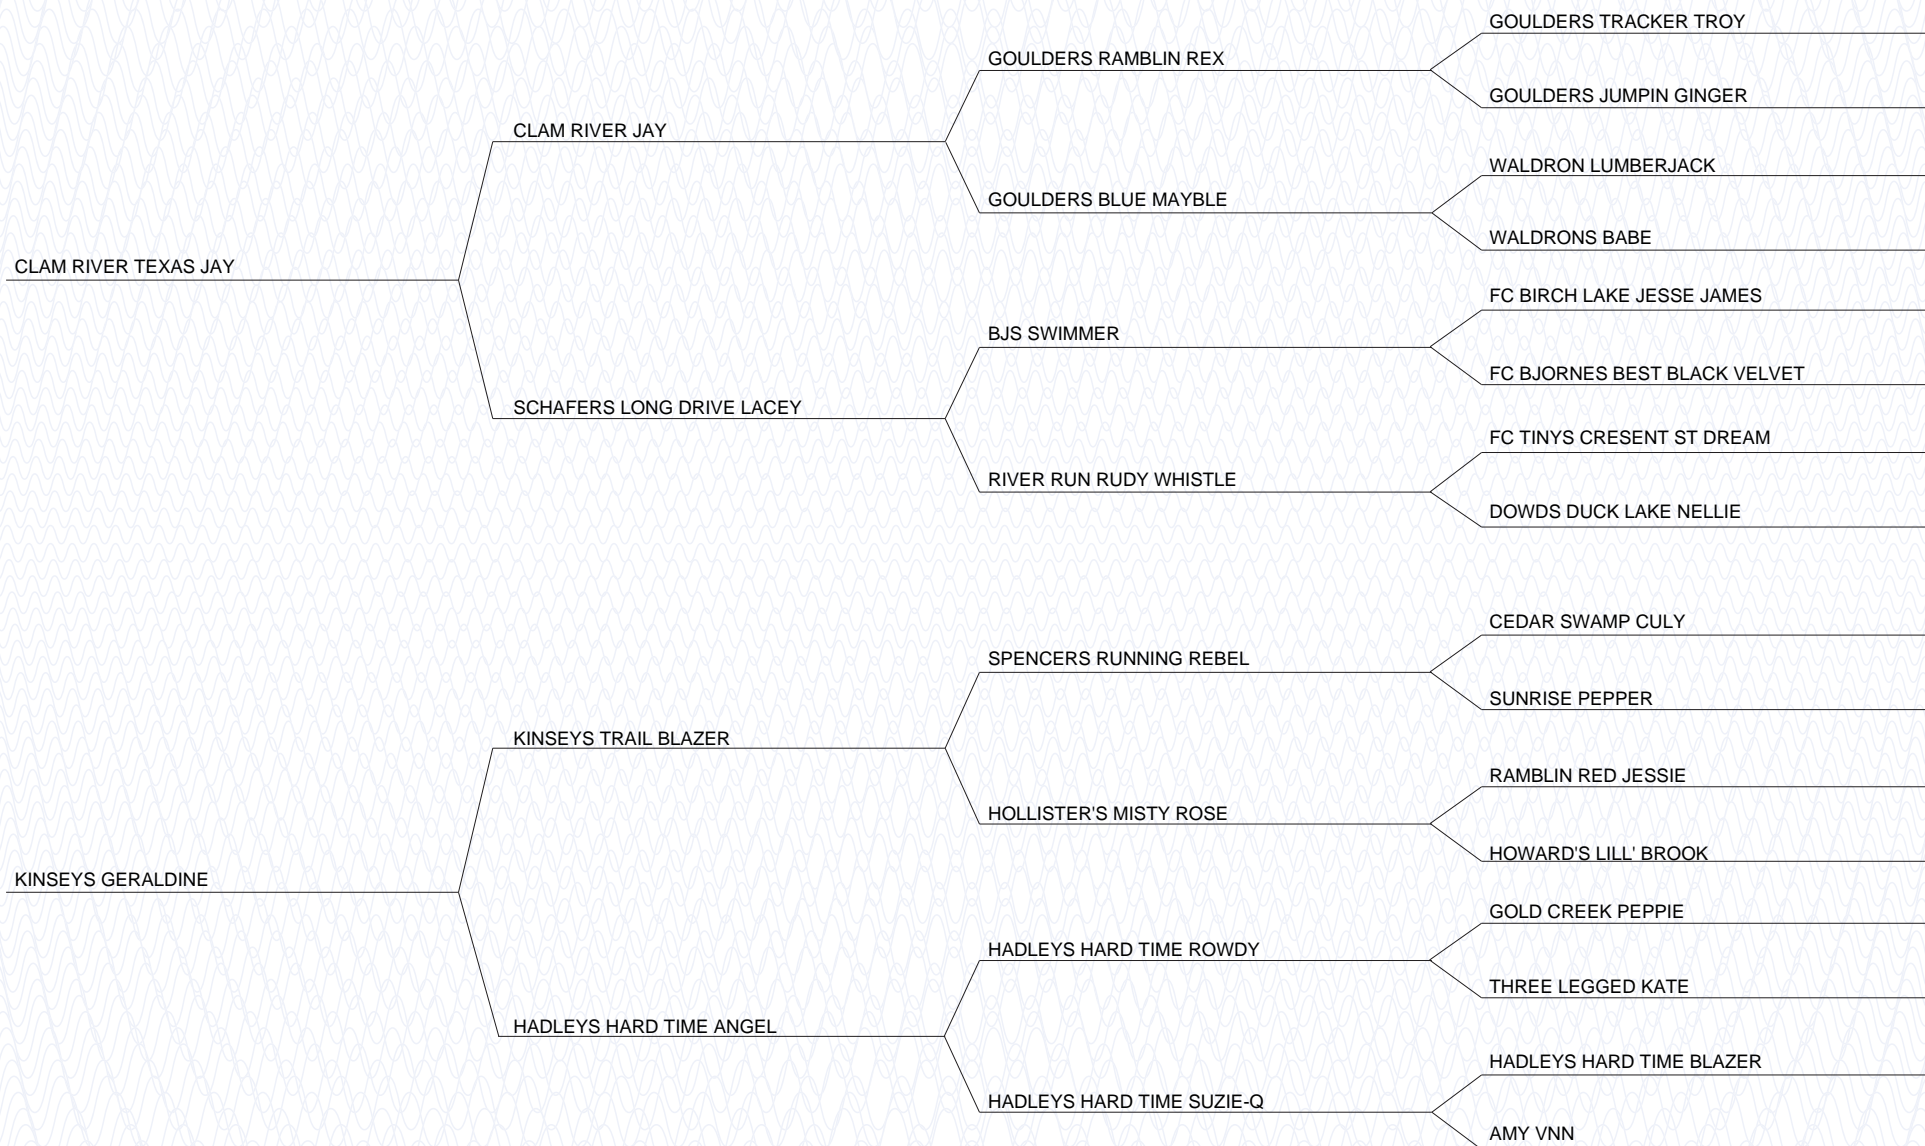 GOULDERS TRACKER TROY
GOULDERS RAMBLIN REX
GOULDERS JUMPIN GINGER
CLAM RIVER JAY
WALDRON LUMBERJACK
GOULDERS BLUE MAYBLE
WALDRONS BABE
CLAM RIVER TEXAS JAY
FC BIRCH LAKE JESSE JAMES
BJS SWIMMER
FC BJORNES BEST BLACK VELVET
SCHAFERS LONG DRIVE LACEY
FC TINYS CRESENT ST DREAM
RIVER RUN RUDY WHISTLE
DOWDS DUCK LAKE NELLIE
CEDAR SWAMP CULY
SPENCERS RUNNING REBEL
SUNRISE PEPPER
KINSEYS TRAIL BLAZER
RAMBLIN RED JESSIE
HOLLISTER'S MISTY ROSE
HOWARD'S LILL' BROOK
KINSEYS GERALDINE
GOLD CREEK PEPPIE
HADLEYS HARD TIME ROWDY
THREE LEGGED KATE
HADLEYS HARD TIME ANGEL
HADLEYS HARD TIME BLAZER
HADLEYS HARD TIME SUZIE-Q
AMY VNN